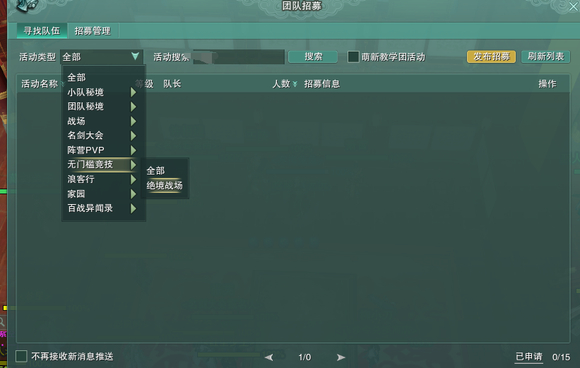 团队招募
寻找队伍 招募管理
活动类型 全部 活动搜索 搜索 萌新教学团活动 发布招募 刷新列表
活动名称 等级 队长 人数 招募信息 操作
全部
小队秘境
团队秘境
战场
名剑大会
阵营PVP
无门槛竞技
浪客行
家园
百战异闻录
全部
绝境战场
不再接收新消息推送 1/0 已申请 0/15